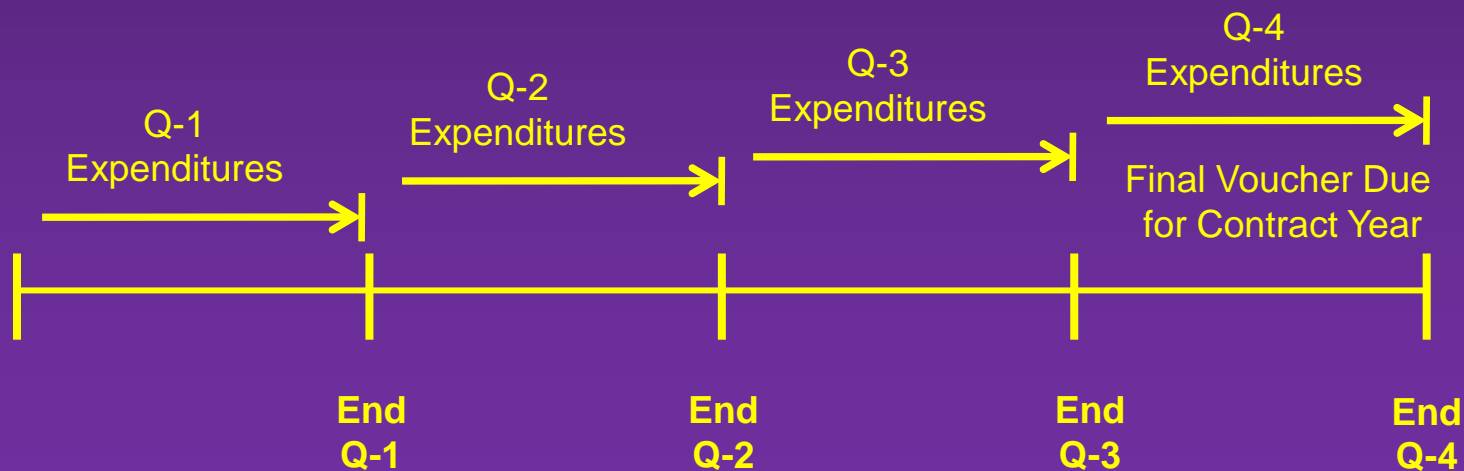 Q-1
Expenditures
Q-2
Expenditures
Q-3
Expenditures
Q-4
Expenditures
Final Voucher Due
for Contract Year
End
Q-1
End
Q-2
End
Q-3
End
Q-4